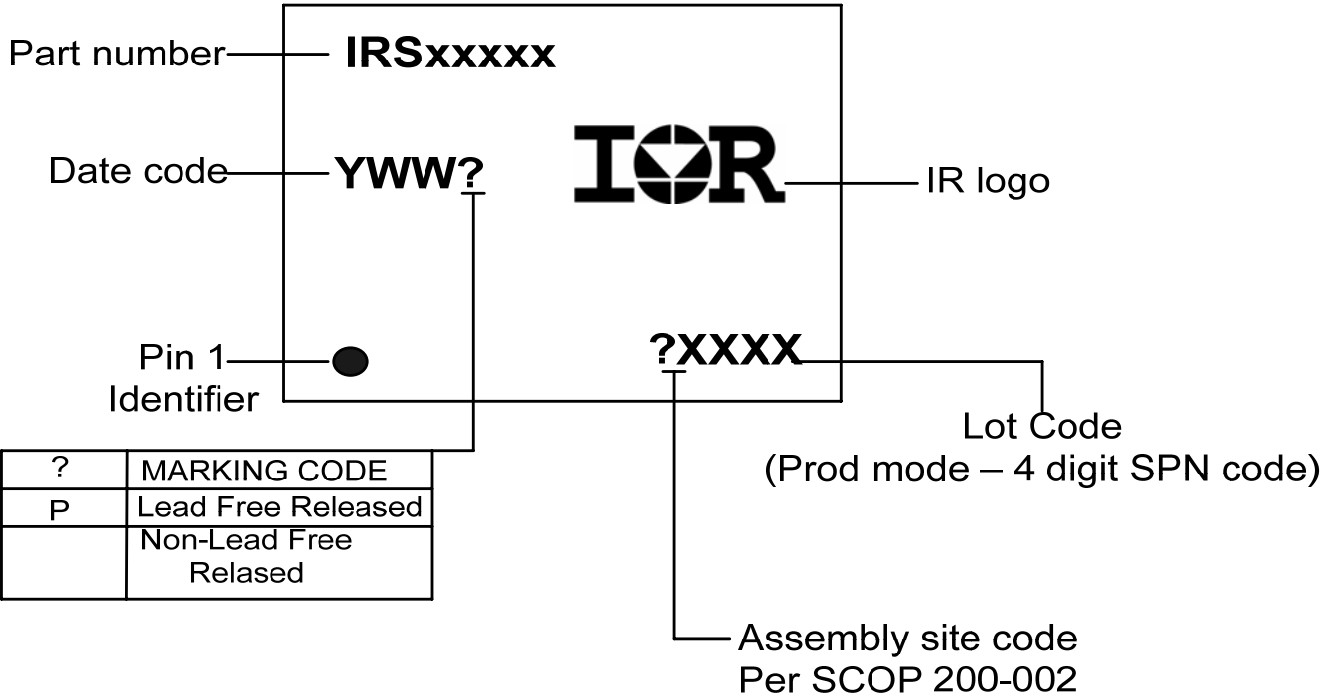 Part number
IRSxxxxx
Date code
YWW?
IOR
IR logo
Pin 1
Identifier
?XXXX
Lot Code
(Prod mode – 4 digit SPN code)
? MARKING CODE
P Lead Free Released
Non-Lead Free
Relased
Assembly site code
Per SCOP 200-002